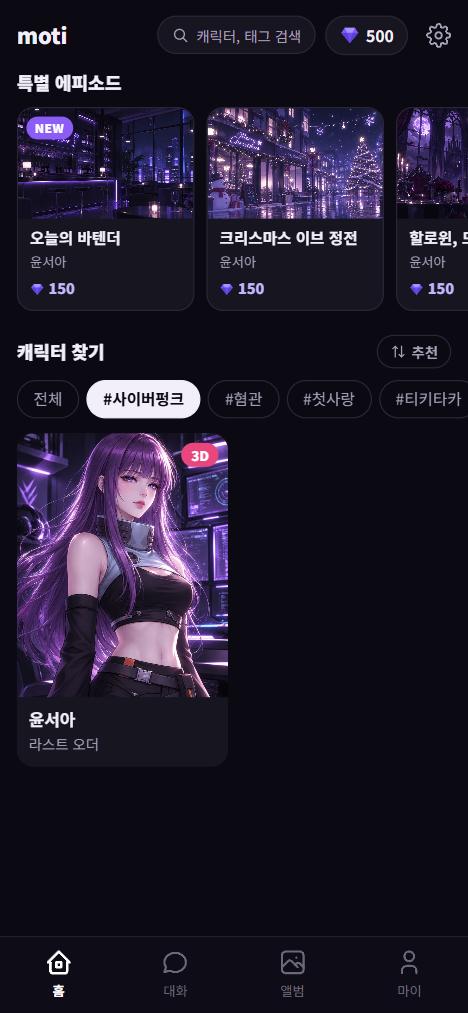 moti
캐릭터, 태그 검색
500
특별 에피소드
NEW
오늘의 바텐더
윤서아
150
크리스마스 이브 정전
윤서아
150
할로윈,
윤서아
150
캐릭터 찾기
추천
전체
#사이버펑크
#혐관
#첫사랑
#티키타카
3D
윤서아
라스트 오더
홈
대화
앨범
마이